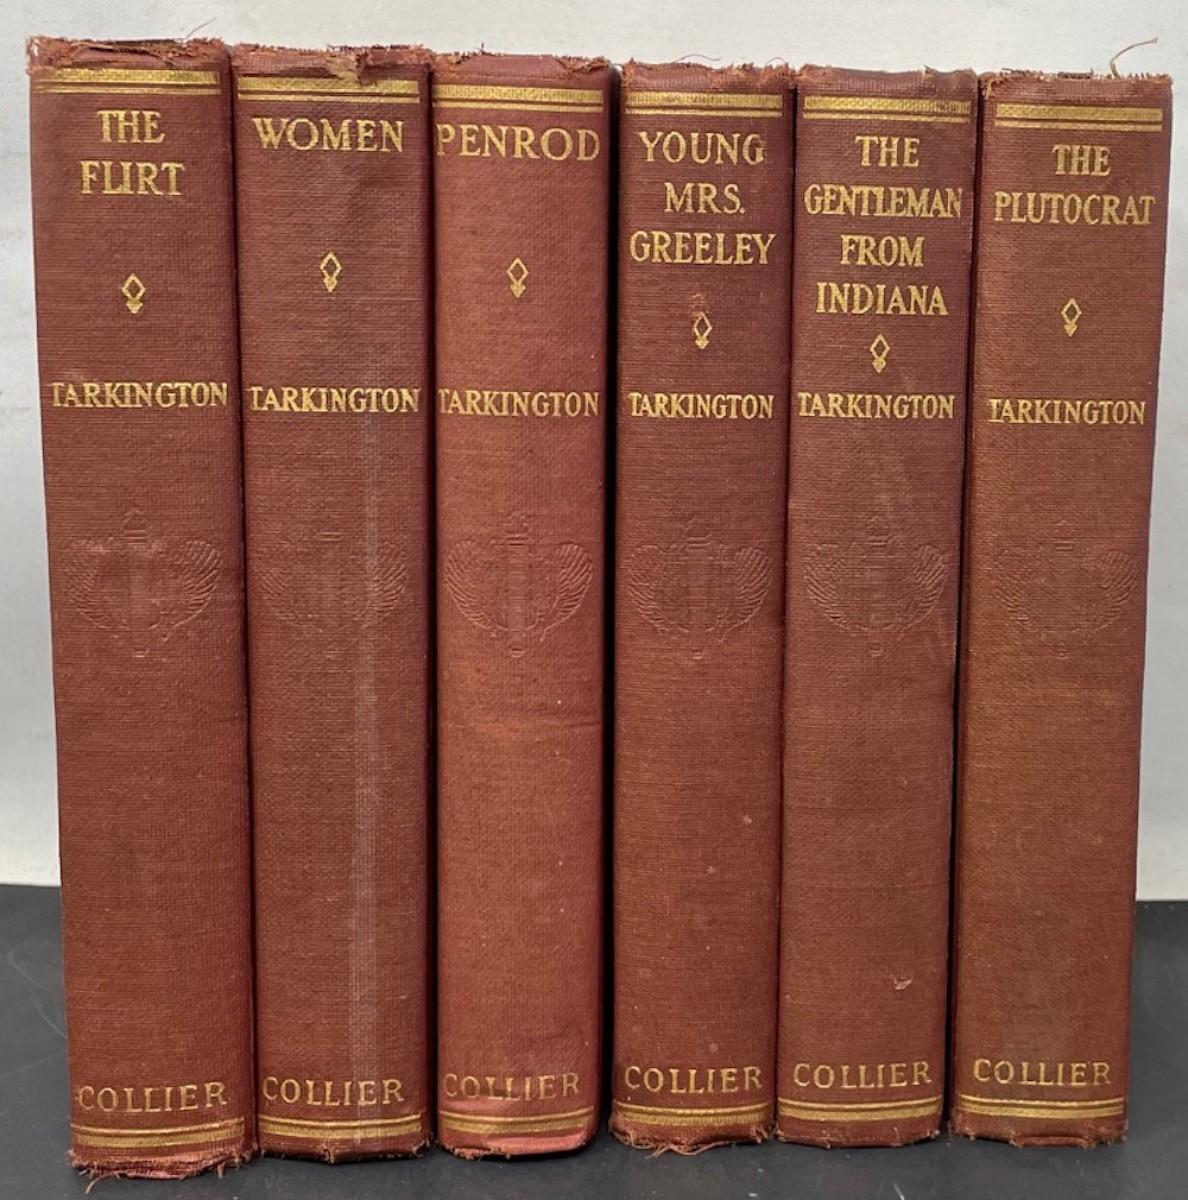 THE
FLIRT
TARKINGTON
COLLIER
WOMEN
TARKINGTON
COLLIER
PENROD
TARKINGTON
COLLIER
YOUNG
MRS.
GREELEY
TARKINGTON
COLLIER
THE
GENTLEMAN
FROM
INDIANA
TARKINGTON
COLLIER
THE
PLUTOCRAT
TARKINGTON
COLLIER